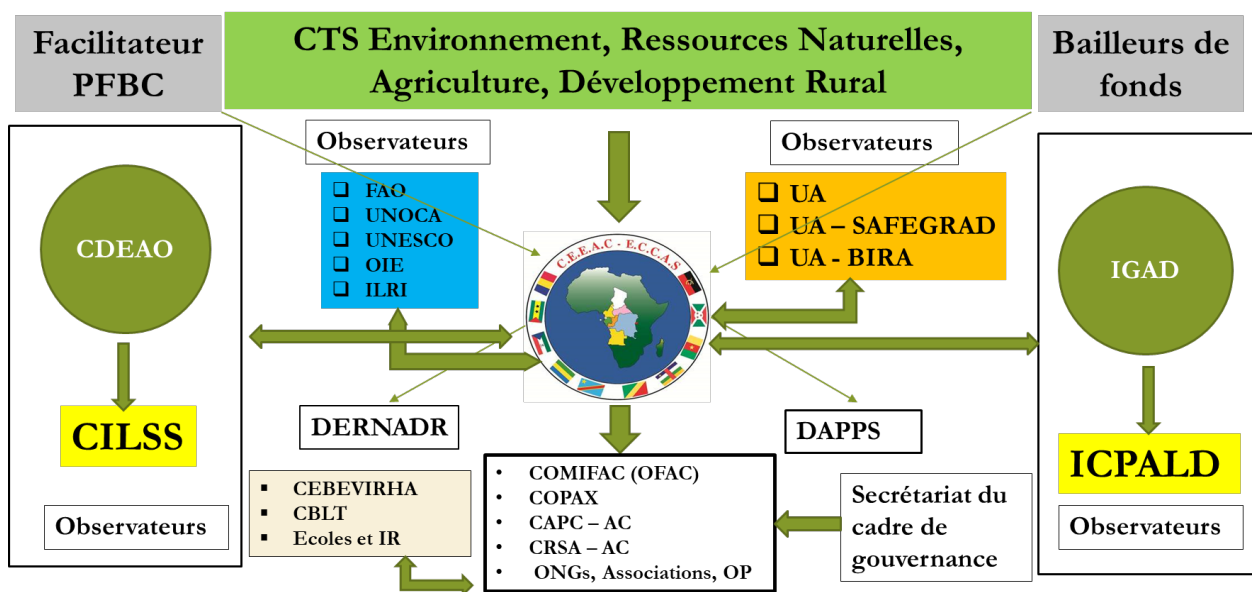 Facilitateur
PFBC
CTS Environnement, Ressources Naturelles,
Agriculture, Développement Rural
Bailleurs de
fonds
Observateurs
Observateurs
FAO
UNOCA
UNESCO
OIE
ILRI
UA
UA – SAFEGRAD
UA - BIRA
CDEAO
C.E.E.A.C - E.C.C.A.S
IGAD
CILSS
DERNADR
DAPPS
ICPALD
Observateurs
CEBEVIRHA
CBLT
Ecoles et IR
COMIFAC (OFAC)
COPAX
CAPC – AC
CRSA – AC
ONGs, Associations, OP
Secrétariat du
cadre de
gouvernance
Observateurs